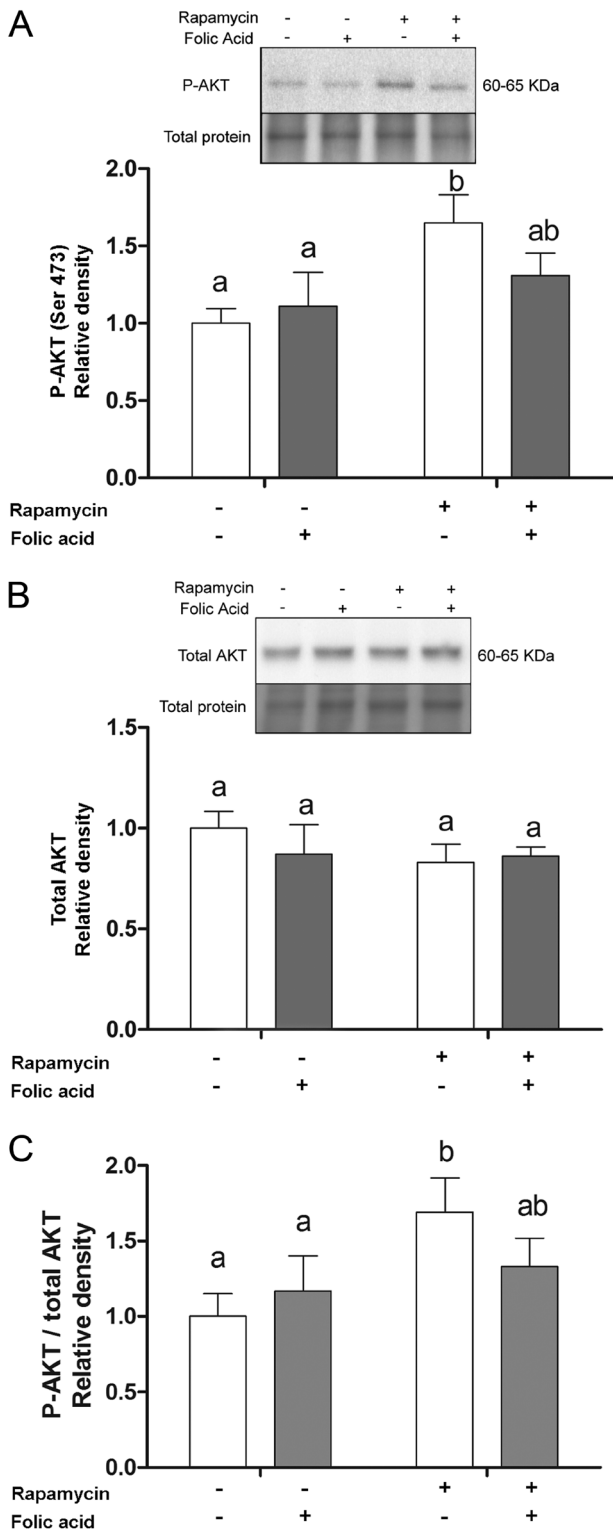 A
Rapamycin - - + +
Folic Acid - + - +
P-AKT 60-65 KDa
Total protein
2.0
1.5
1.0
0.5
0.0
P-AKT (Ser 473)
Relative density
a a b ab
Rapamycin - - + +
Folic acid - + - +
B
Rapamycin - - + +
Folic Acid - + - +
Total AKT 60-65 KDa
Total protein
1.5
1.0
0.5
0.0
Total AKT
Relative density
a a a a
Rapamycin - - + +
Folic acid - + - +
C
2.0
1.5
1.0
0.5
0.0
P-AKT / total AKT
Relative density
a a b ab
Rapamycin - - + +
Folic acid - + - +